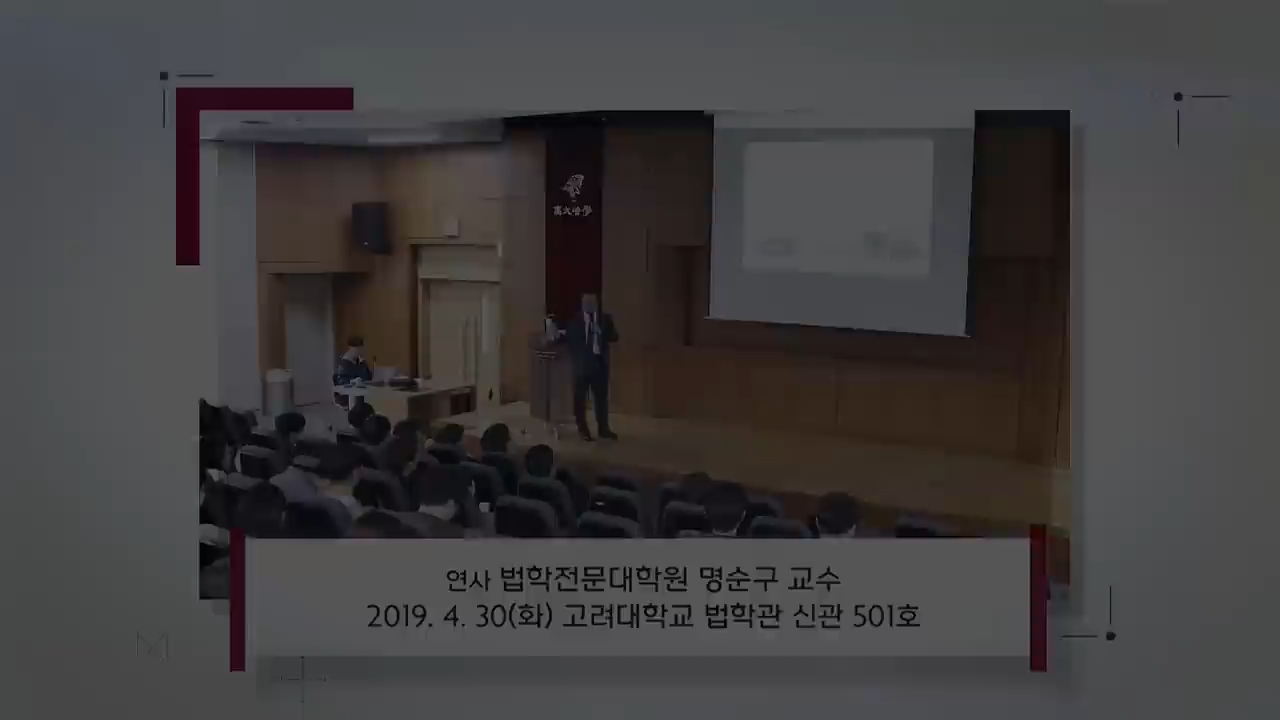 연사 법학전문대학원 명순구 교수
2019. 4. 30(화) 고려대학교 법학관 신관 501호